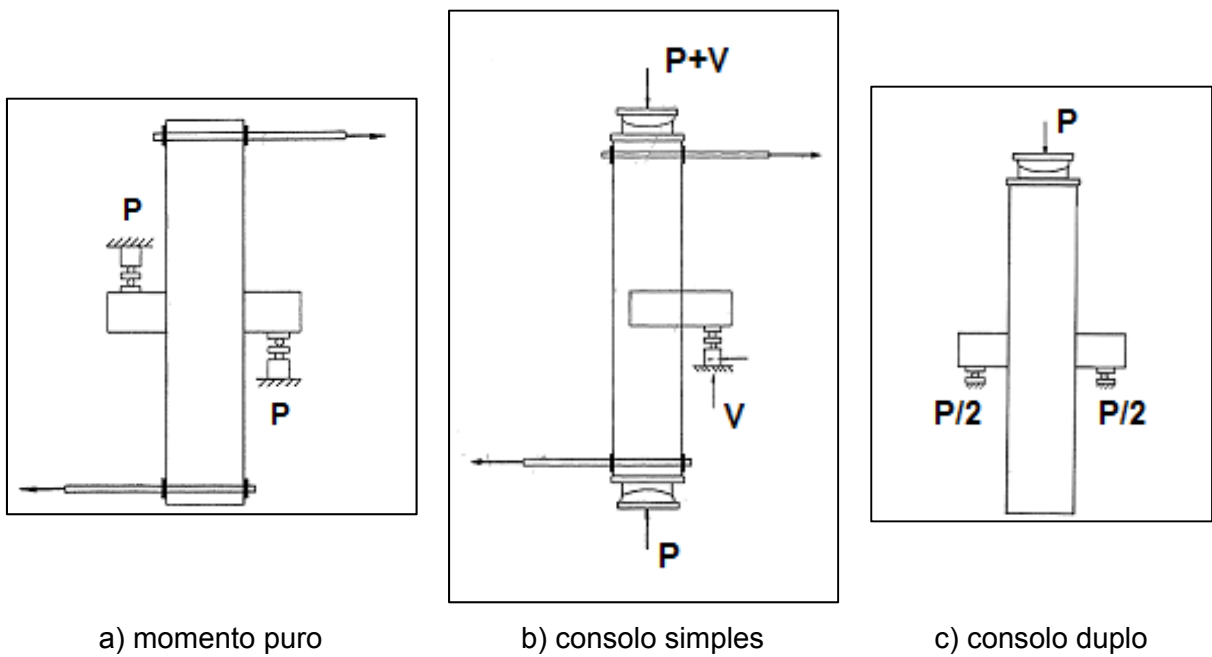 P
P
P+V
V
P
P
P/2 P/2
a) momento puro
b) consolo simples
c) consolo duplo